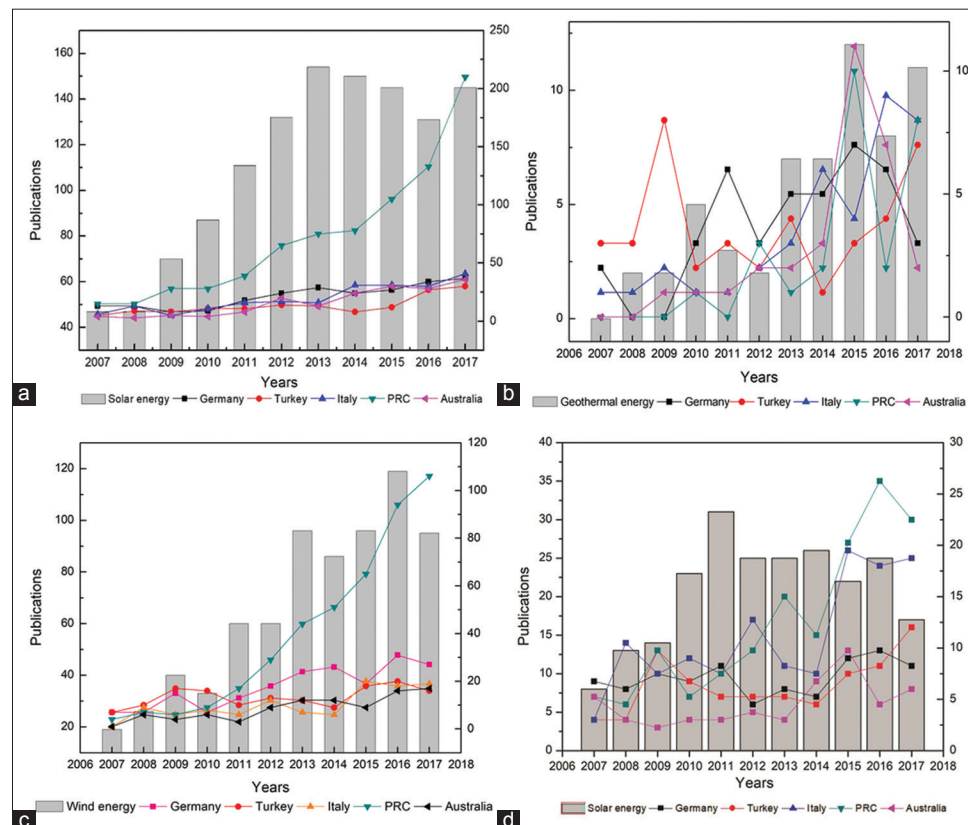 160
140
120
100
80
60
40
Publications
250
200
150
100
50
0
2007 2008 2009 2010 2011 2012 2013 2014 2015 2016 2017
Years
Solar energy Germany Turkey Italy PRC Australia
a
10
5
0
Publications
10
5
0
2006 2007 2008 2009 2010 2011 2012 2013 2014 2015 2016 2017 2018
Years
Geothermal energy Germany Turkey Italy PRC Australia
b
120
100
80
60
40
20
Publications
120
100
80
60
40
20
0
2006 2007 2008 2009 2010 2011 2012 2013 2014 2015 2016 2017 2018
Years
Wind energy Germany Turkey Italy PRC Australia
c
40
35
30
25
20
15
10
5
0
Publications
30
25
20
15
10
5
0
2006 2007 2008 2009 2010 2011 2012 2013 2014 2015 2016 2017 2018
Years
Solar energy Germany Turkey Italy PRC Australia
d